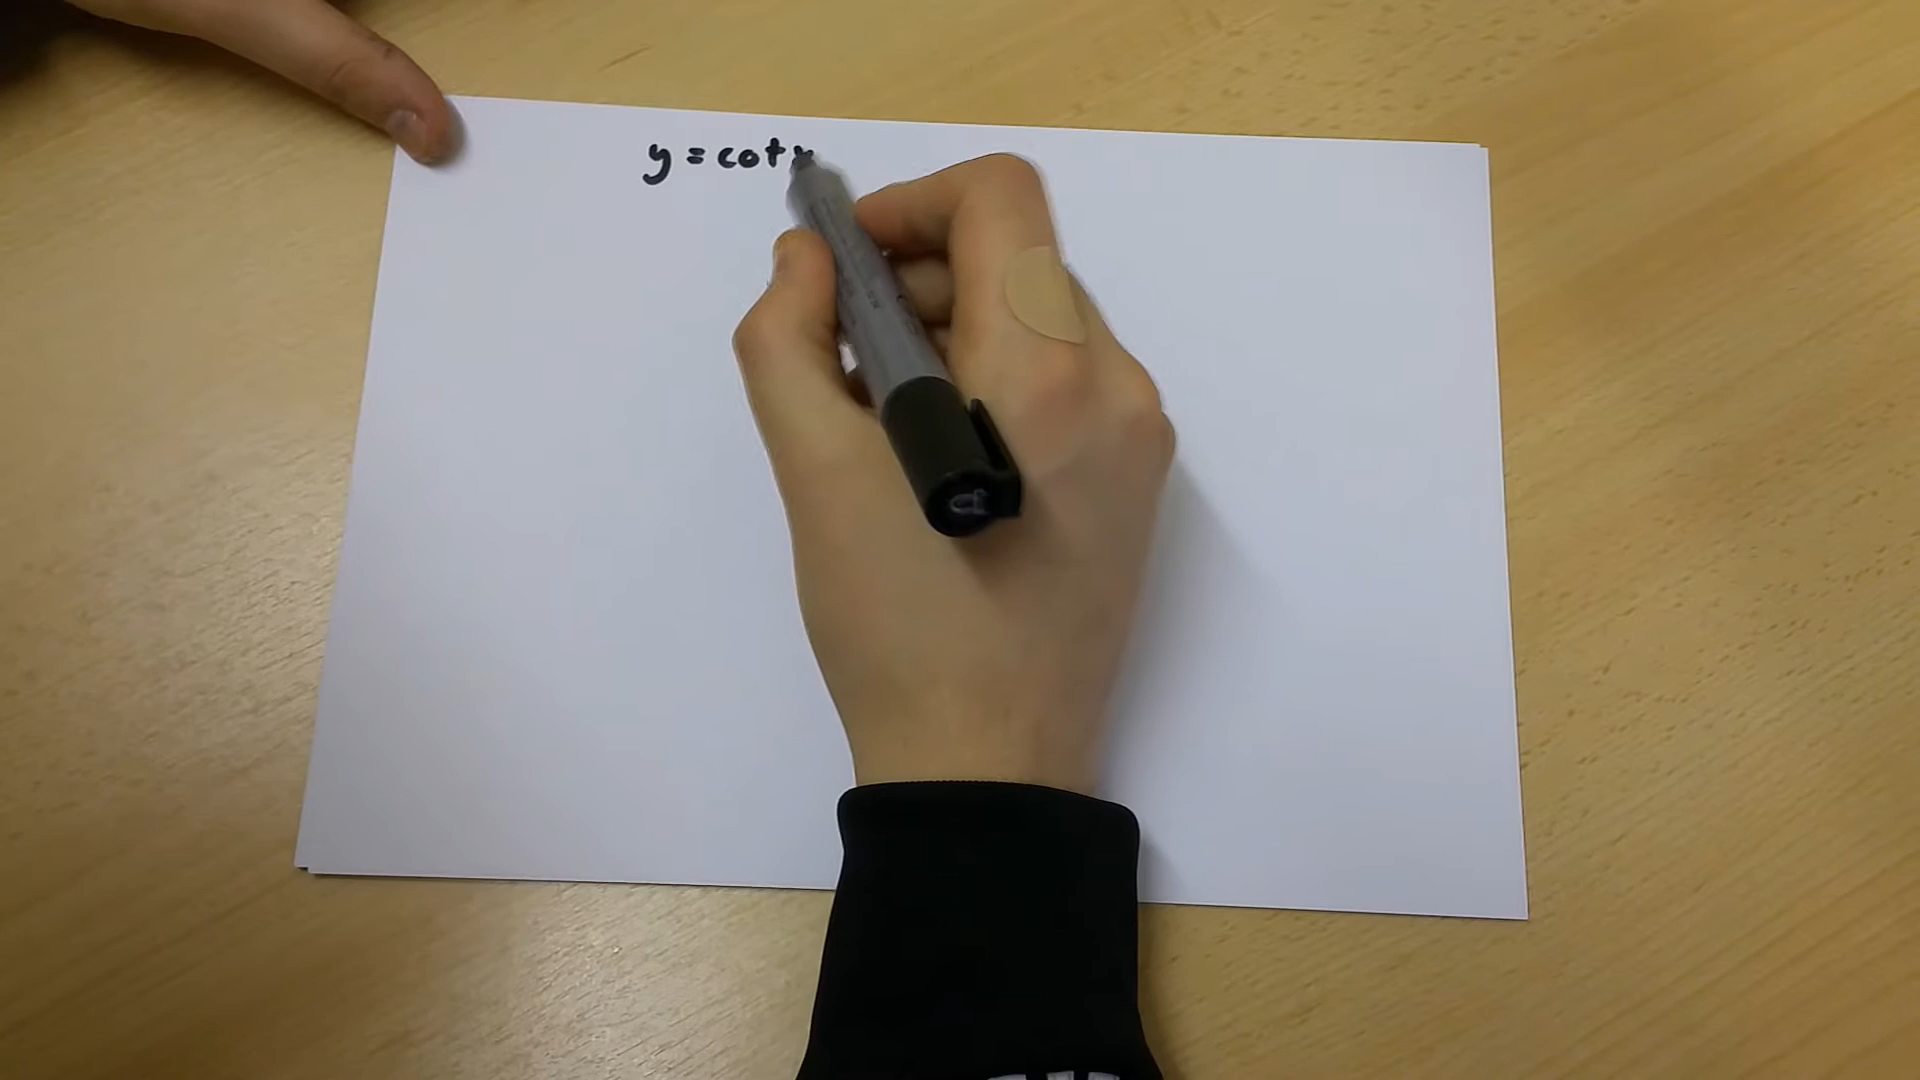 y = cot x